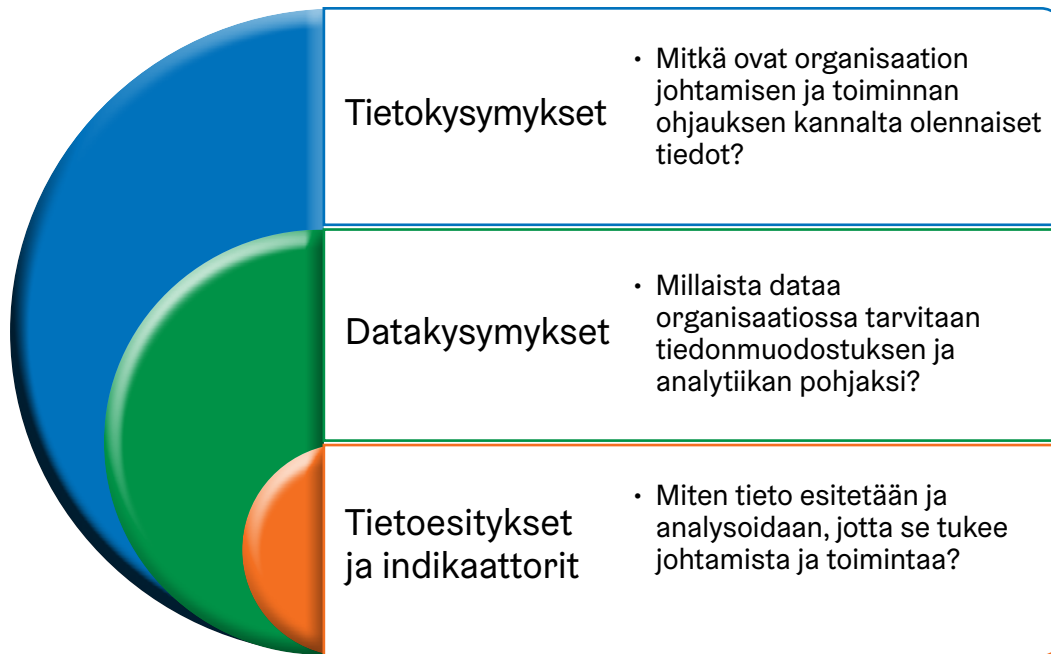 Tietokysymykset
• Mitkä ovat organisaation
johtamisen ja toiminnan
ohjauksen kannalta olennaiset
tiedot?
Datakysymykset
• Millaista dataa
organisaatiossa tarvitaan
tiedonmuodostuksen ja
analytiikan pohjaksi?
Tietoesitykset
ja indikaattorit
• Miten tieto esitetään ja
analysoidaan, jotta se tukee
johtamista ja toimintaa?